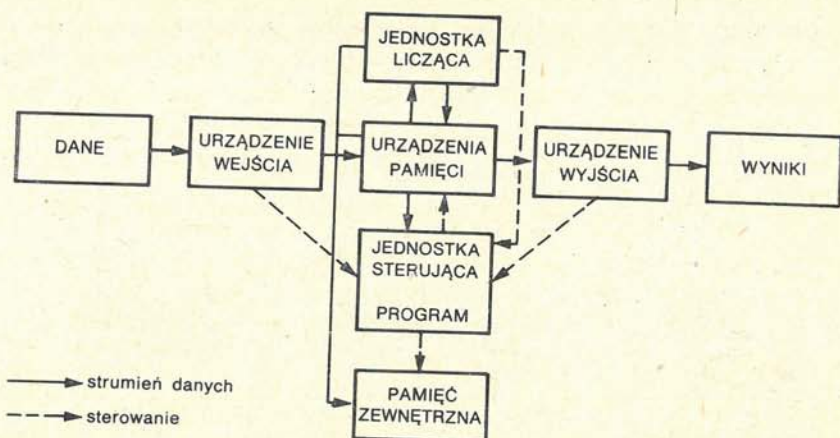 JEDNOSTKA
LICZĄCA
DANE
URZĄDZENIE
WEJŚCIA
URZĄDZENIA
PAMIĘCI
URZĄDZENIE
WYJŚCIA
WYNIKI
JEDNOSTKA
STERUJĄCA
PROGRAM
PAMIĘĆ
ZEWNĘTRZNA
strumień danych
sterowanie